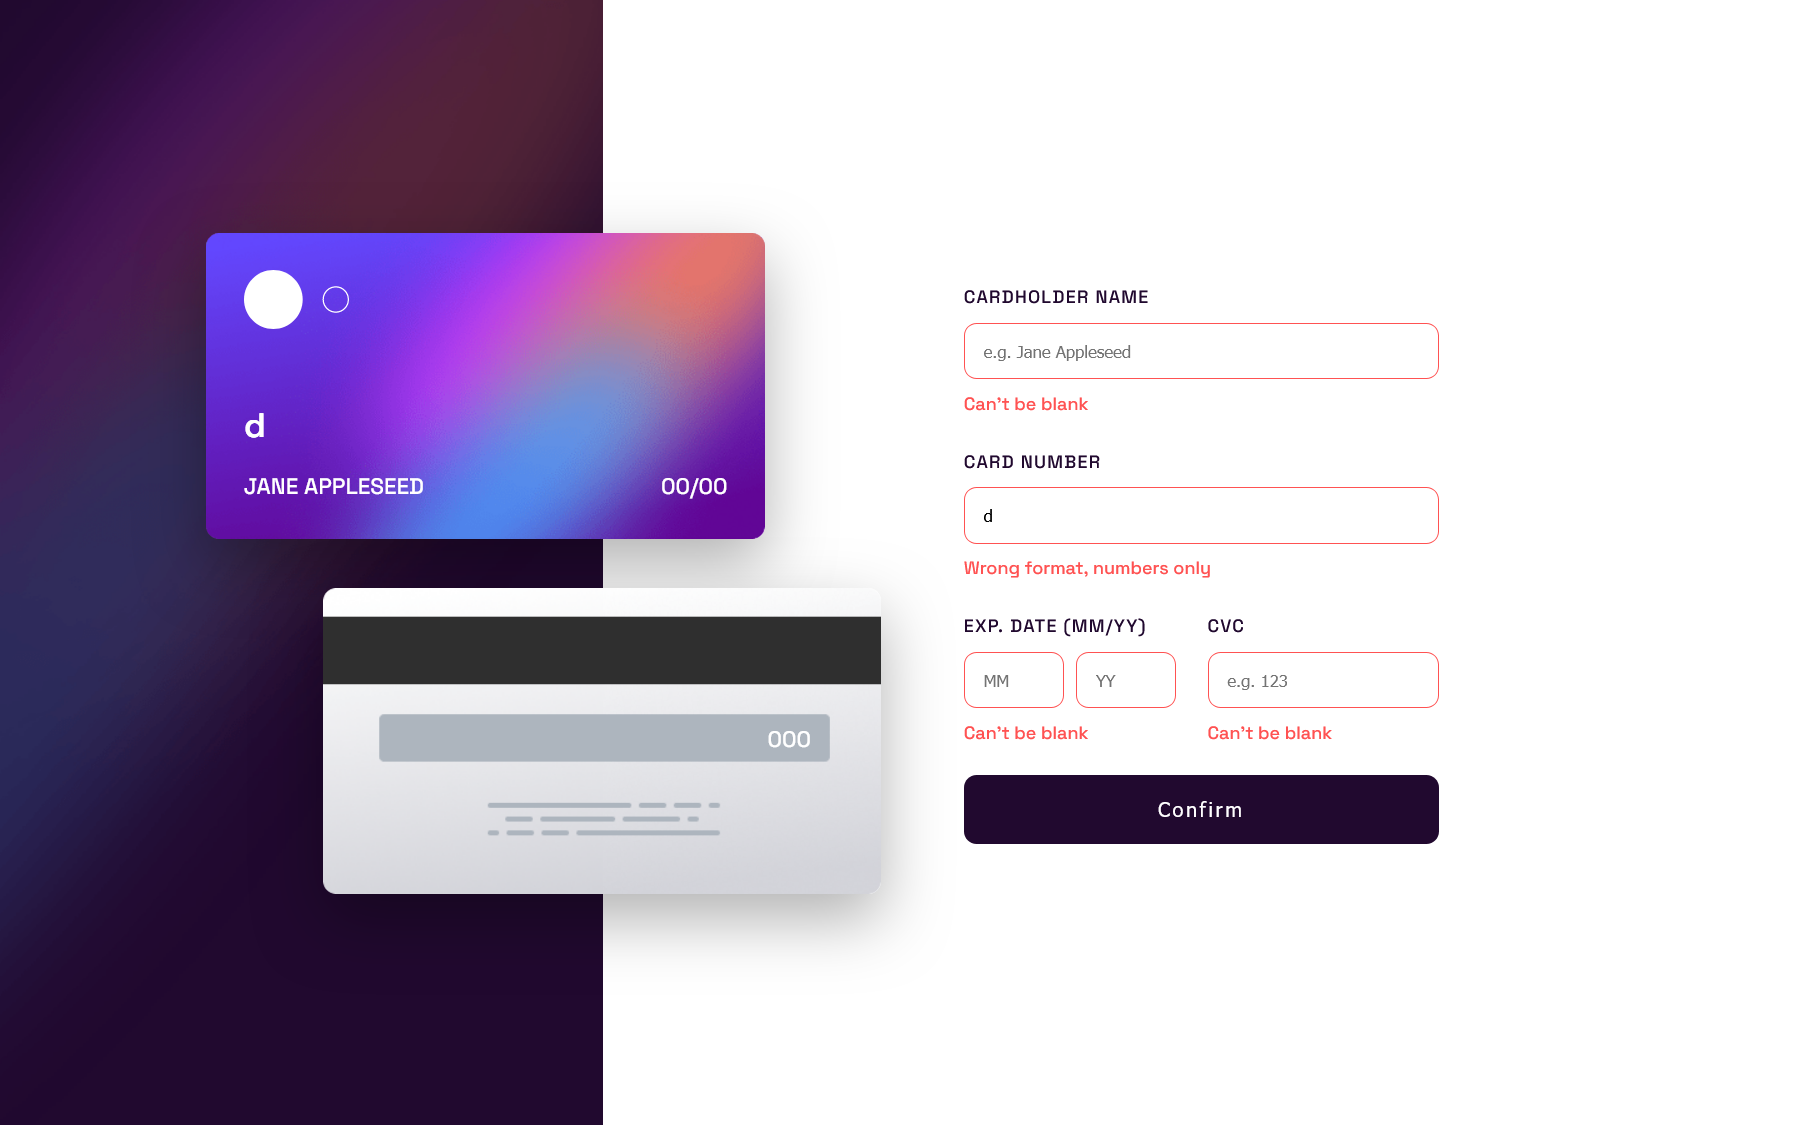 d
JANE APPLESEED 00/00
000
CARDHOLDER NAME
e.g. Jane Appleseed
Can't be blank
CARD NUMBER
d
Wrong format, numbers only
EXP. DATE (MM/YY) CVC
MM YY e.g. 123
Can't be blank Can't be blank
Confirm